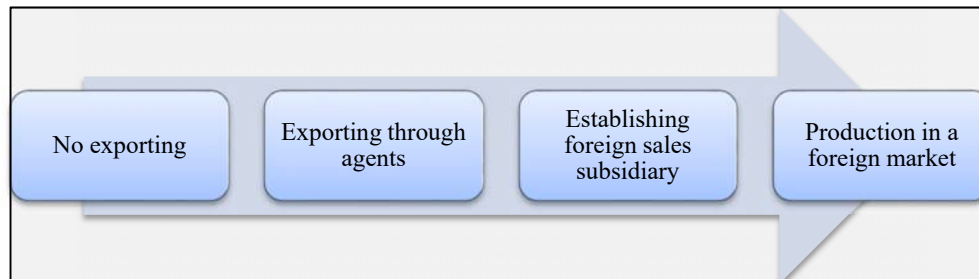 No exporting
Exporting through
agents
Establishing
foreign sales
subsidiary
Production in a
foreign market